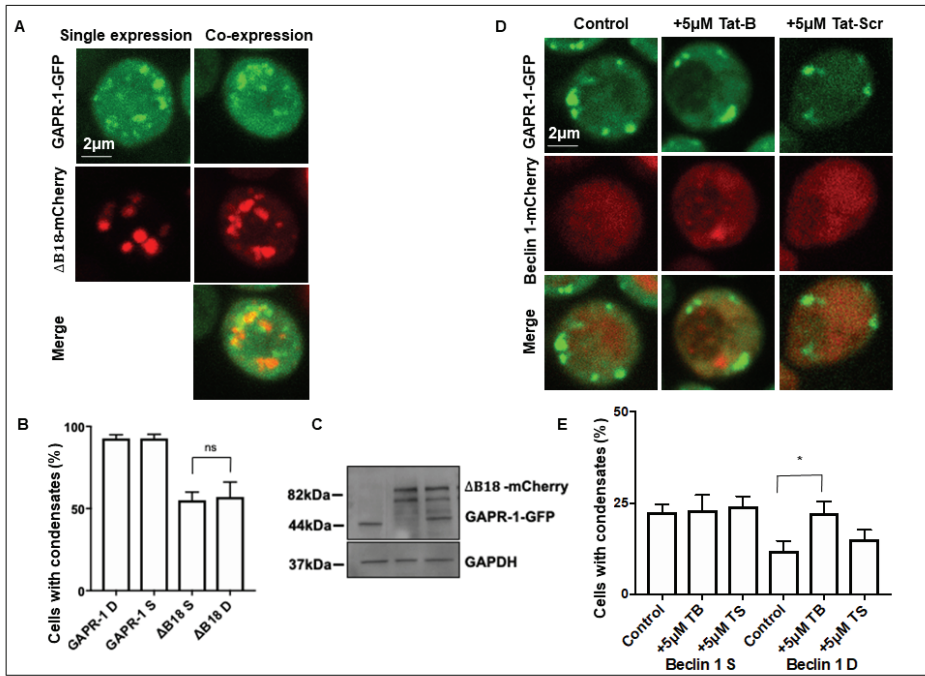 A
Single expression
Co-expression
GAPR-1-GFP
2µm
ΔB18-mCherry
Merge
B
Cells with condensates (%)
100
50
0
ns
GAPR-1 D
GAPR-1 S
ΔB18 S
ΔB18 D
C
82kDa
44kDa
37kDa
ΔB18 -mCherry
GAPR-1-GFP
GAPDH
D
Control
+5µM Tat-B
+5µM Tat-Scr
GAPR-1-GFP
2µm
Beclin 1-mCherry
Merge
E
Cells with condensates (%)
50
25
0
*
Control
+5µM TB
+5µM TS
Control
+5µM TB
+5µM TS
Beclin 1 S
Beclin 1 D